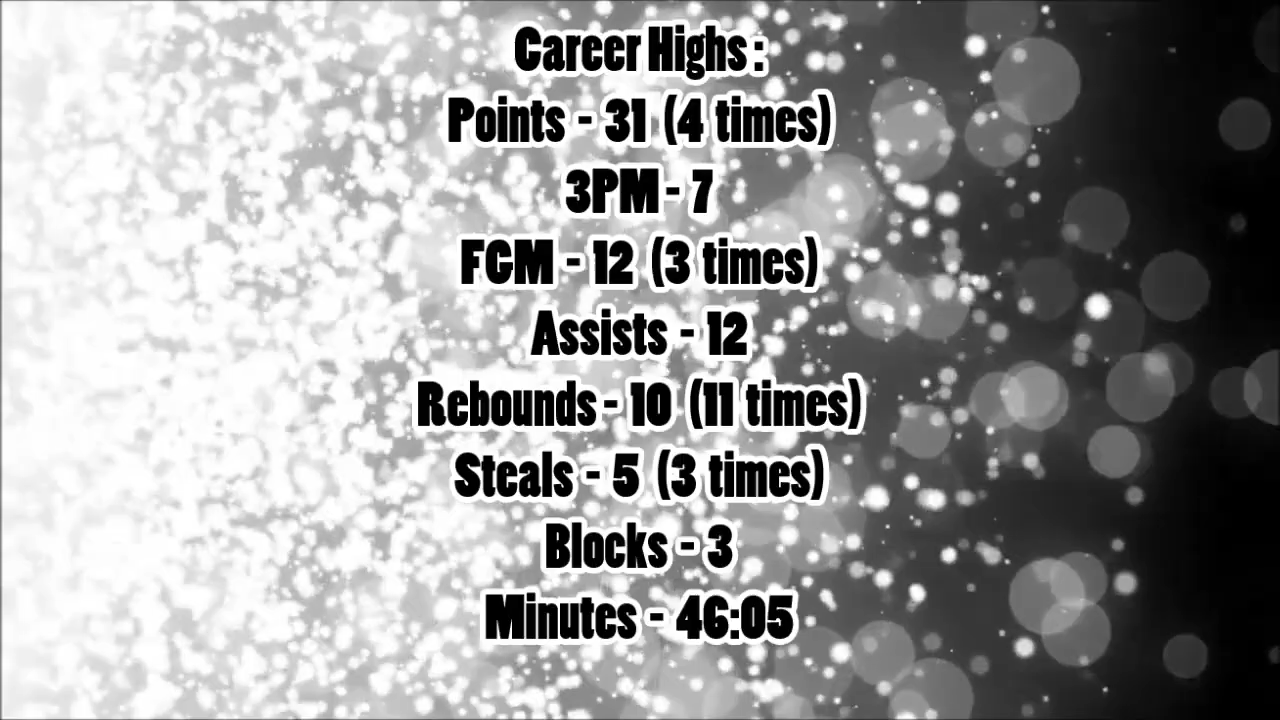 Career Highs :
Points - 31 (4 times)
3PM - 7
FGM - 12 (3 times)
Assists - 12
Rebounds - 10 (11 times)
Steals - 5 (3 times)
Blocks - 3
Minutes - 46:05